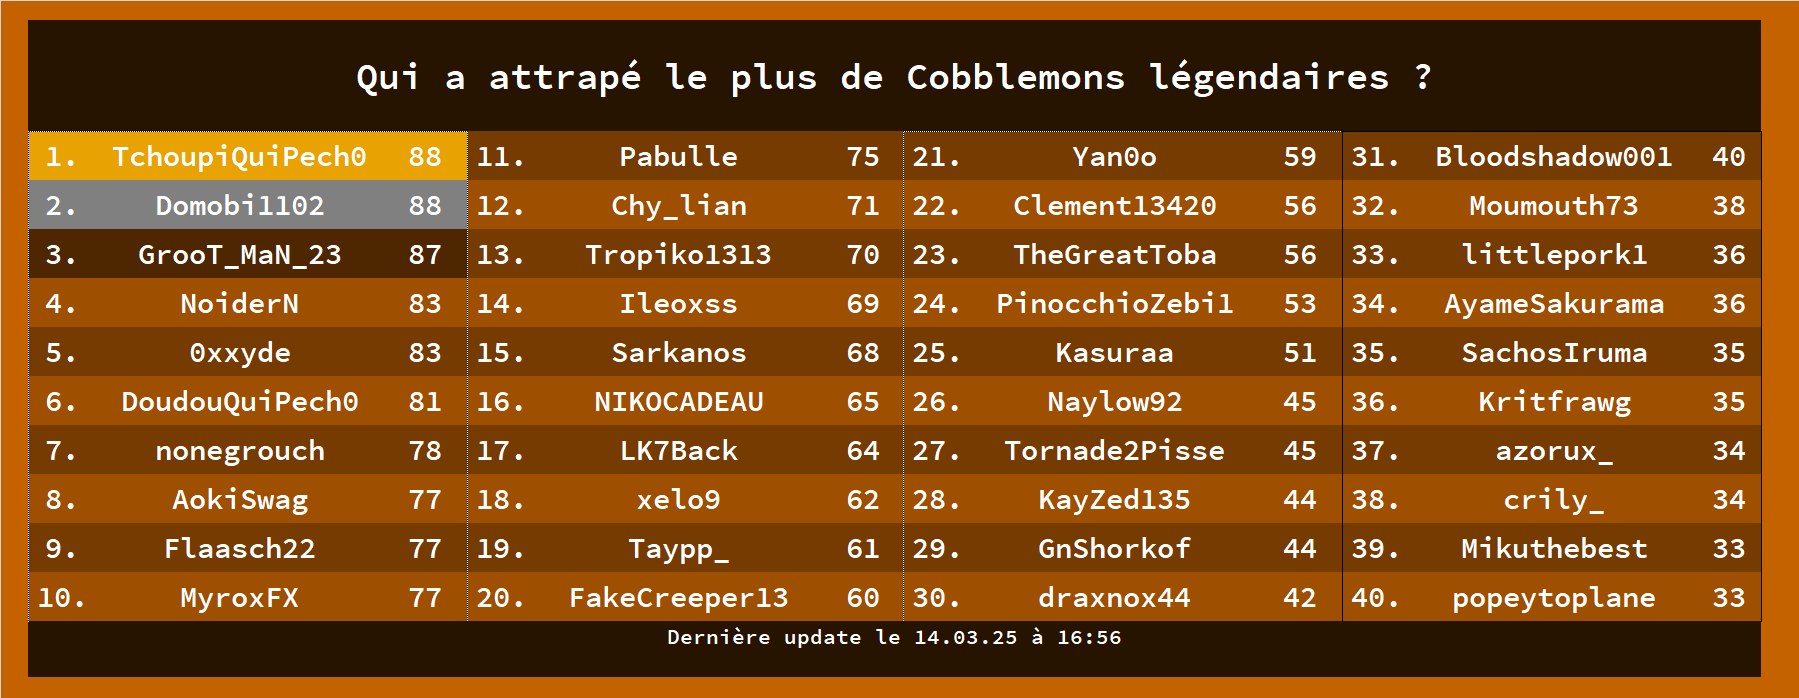 Qui a attrapé le plus de Cobblemons légendaires ?
1. TchoupiQuiPech0 88
2. Domobi1102 88
3. GrooT_MaN_23 87
4. NoiderN 83
5. 0xxyde 83
6. DoudouQuiPech0 81
7. nonegrouch 78
8. AokiSwag 77
9. Flaasch22 77
10. MyroxFX 77
11. Pabulle 75
12. Chy_lian 71
13. Tropiko1313 70
14. Ileoxss 69
15. Sarkanos 68
16. NIKOCADEAU 65
17. LK7Back 64
18. xelo9 62
19. Taypp_ 61
20. FakeCreeper13 60
21. Yan0o 59
22. Clement13420 56
23. TheGreatToba 56
24. PinocchioZebi1 53
25. Kasuraa 51
26. Naylow92 45
27. Tornade2Pisse 45
28. KayZed135 44
29. GnShorkof 44
30. draxnox44 42
31. Bloodshadow001 40
32. Moumouth73 38
33. littlepork1 36
34. AyameSakurama 36
35. SachosIruma 35
36. Kritfrawg 35
37. azorux_ 34
38. crily_ 34
39. Mikuthebest 33
40. popeytoplane 33
Dernière update le 14.03.25 à 16:56